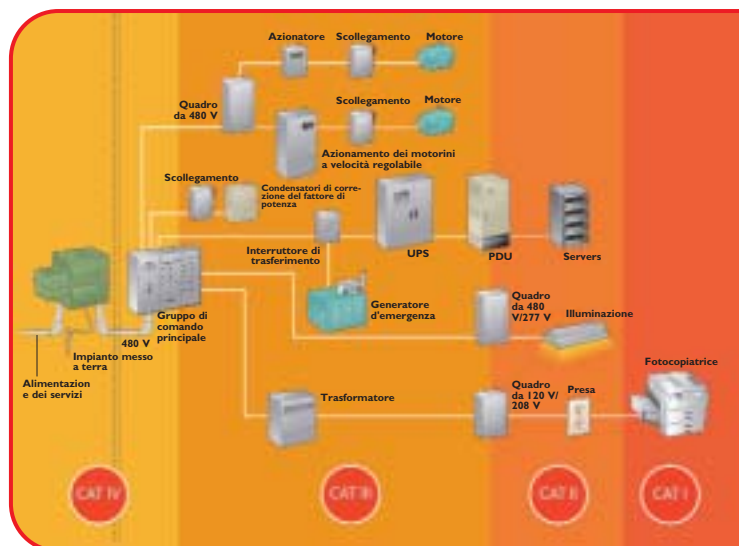 Azionatore Scollegamento Motore
Quadro
da 480 V
Scollegamento Motore
Azionamento dei motorini
a velocità regolabile
Scollegamento
Condensatori di corre-
zione del fattore di
potenza
Interruttore di
trasferimento
UPS PDU Servers
Generatore
d'emergenza
Gruppo di
comando
principale
480 V
Impianto messo
a terra
Alimentazion
e dei servizi
Quadro
da 480
V/277 V
Illuminazione
Trasformatore
Quadro
da 120 V/
208 V
Presa
Fotocopiatrice
CAT IV CAT III CAT II CAT I